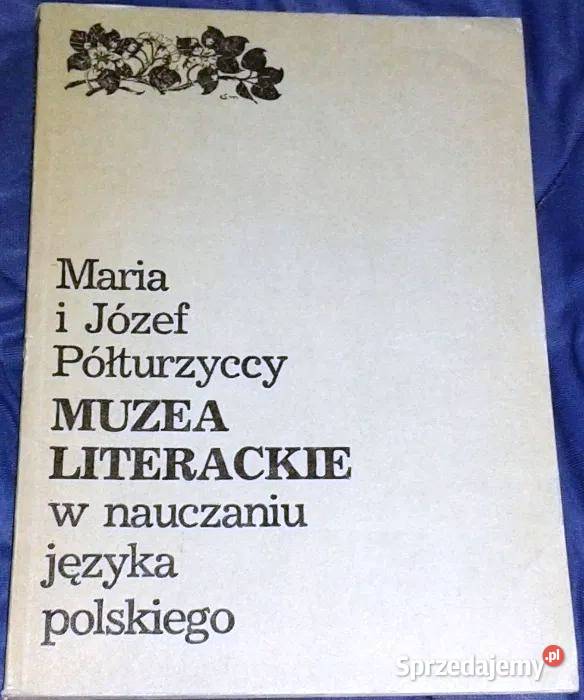 Maria
i Józef
Półturzyccy
MUZEA
LITERACKIE
w nauczaniu
języka
polskiego
Sprzedajemy.pl